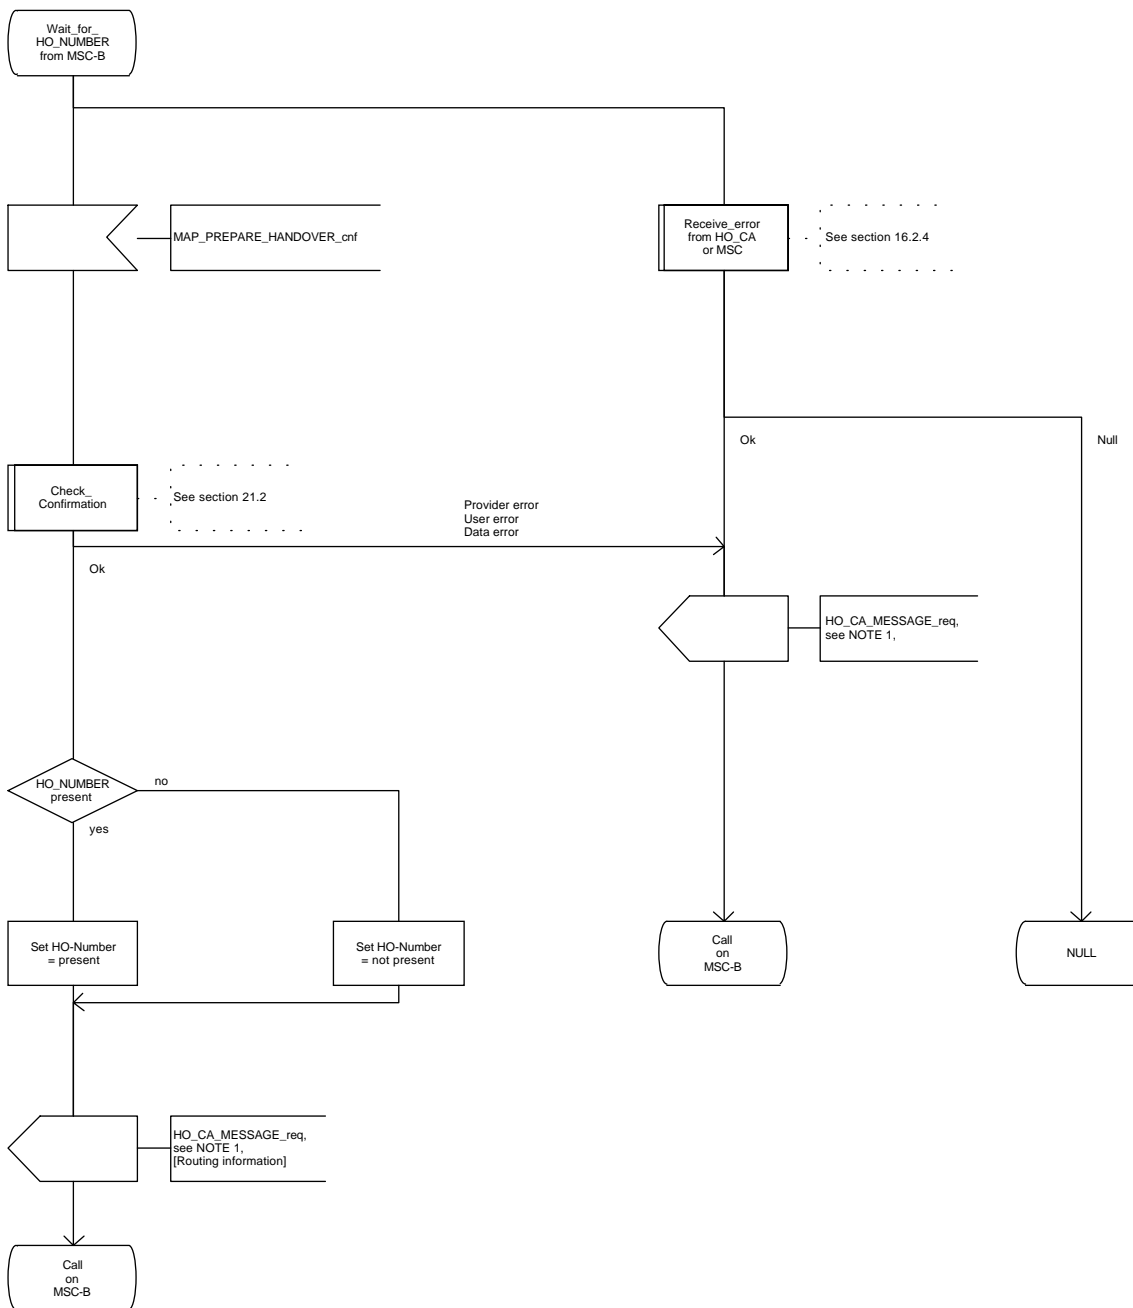 Wait_for_
HO_NUMBER
from MSC-B
MAP_PREPARE_HANDOVER_cnf
Receive_error
from HO_CA
or MSC
See section 16.2.4
Ok
Null
Check_
Confirmation
See section 21.2
Provider error
User error
Data error
Ok
HO_CA_MESSAGE_req,
see NOTE 1,
HO_NUMBER
present
no
yes
Set HO-Number
= present
Set HO-Number
= not present
Call
on
MSC-B
NULL
HO_CA_MESSAGE_req,
see NOTE 1,
[Routing information]
Call
on
MSC-B